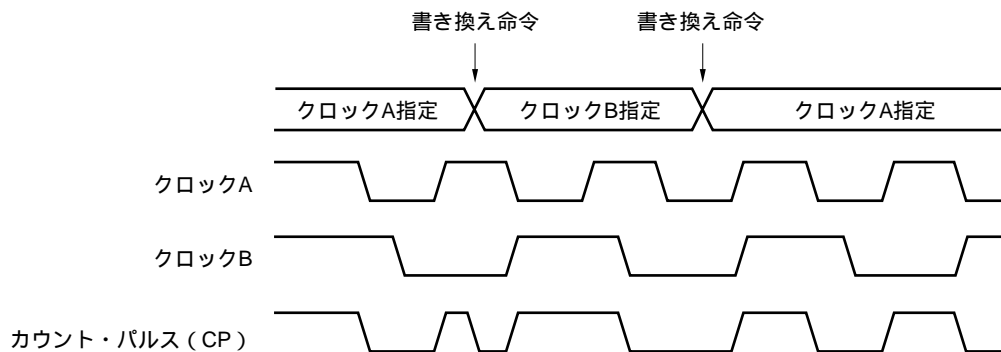 書き換え命令 書き換え命令
クロックA指定 クロックB指定 クロックA指定
クロックA
クロックB
カウント・パルス（CP）